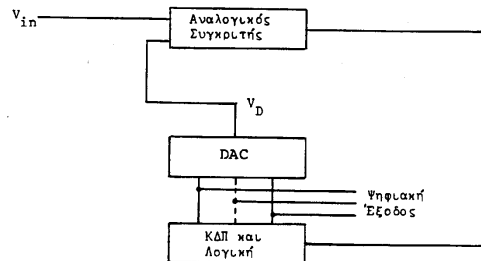 V_in
Αναλογικός
Συγκριτής
V_D
DAC
Ψηφιακή
Έξοδος
ΚΔΠ και
Λογική